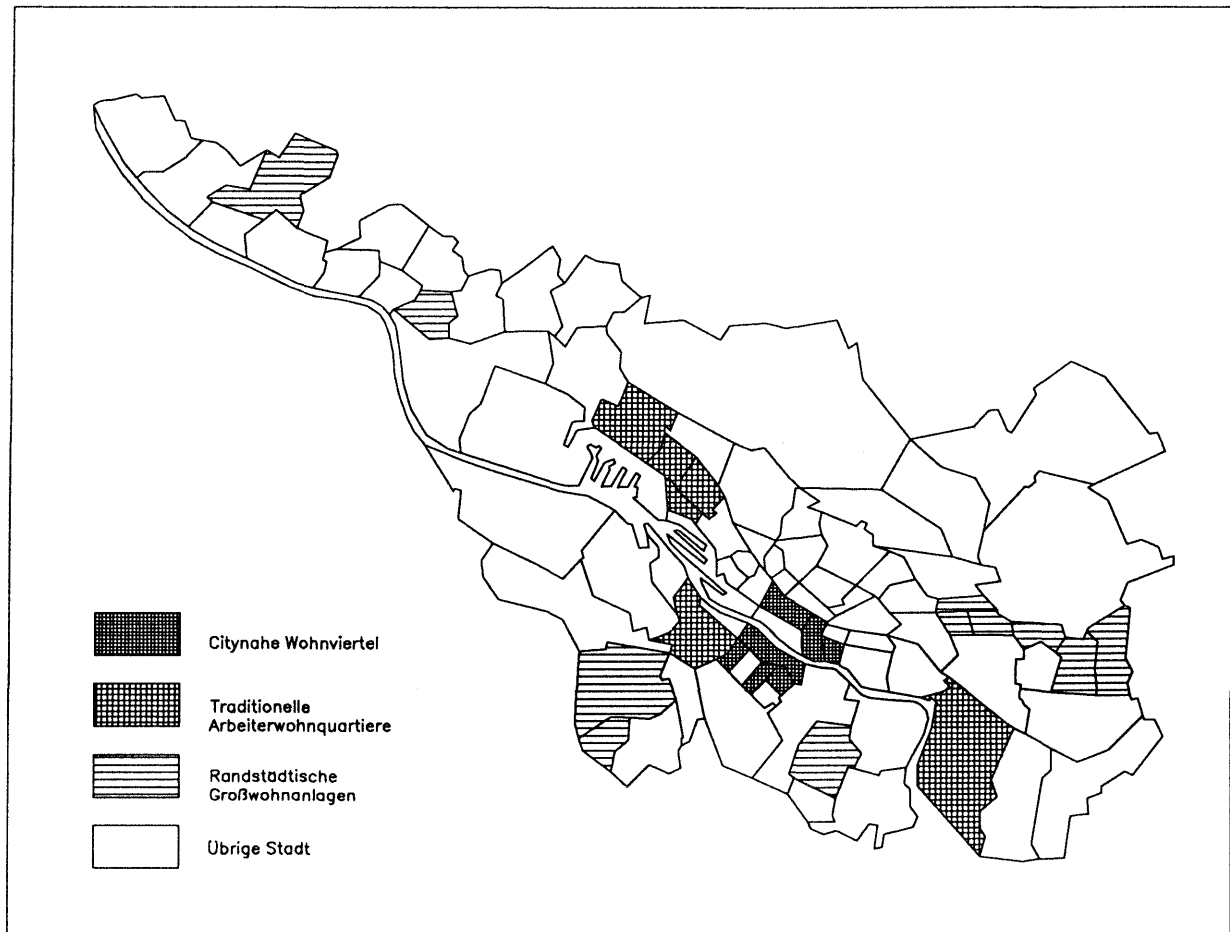 Citynahe Wohnviertel
Traditionelle
Arbeiterwohnquartiere
Randstädtische
Großwohnanlagen
Übrige Stadt